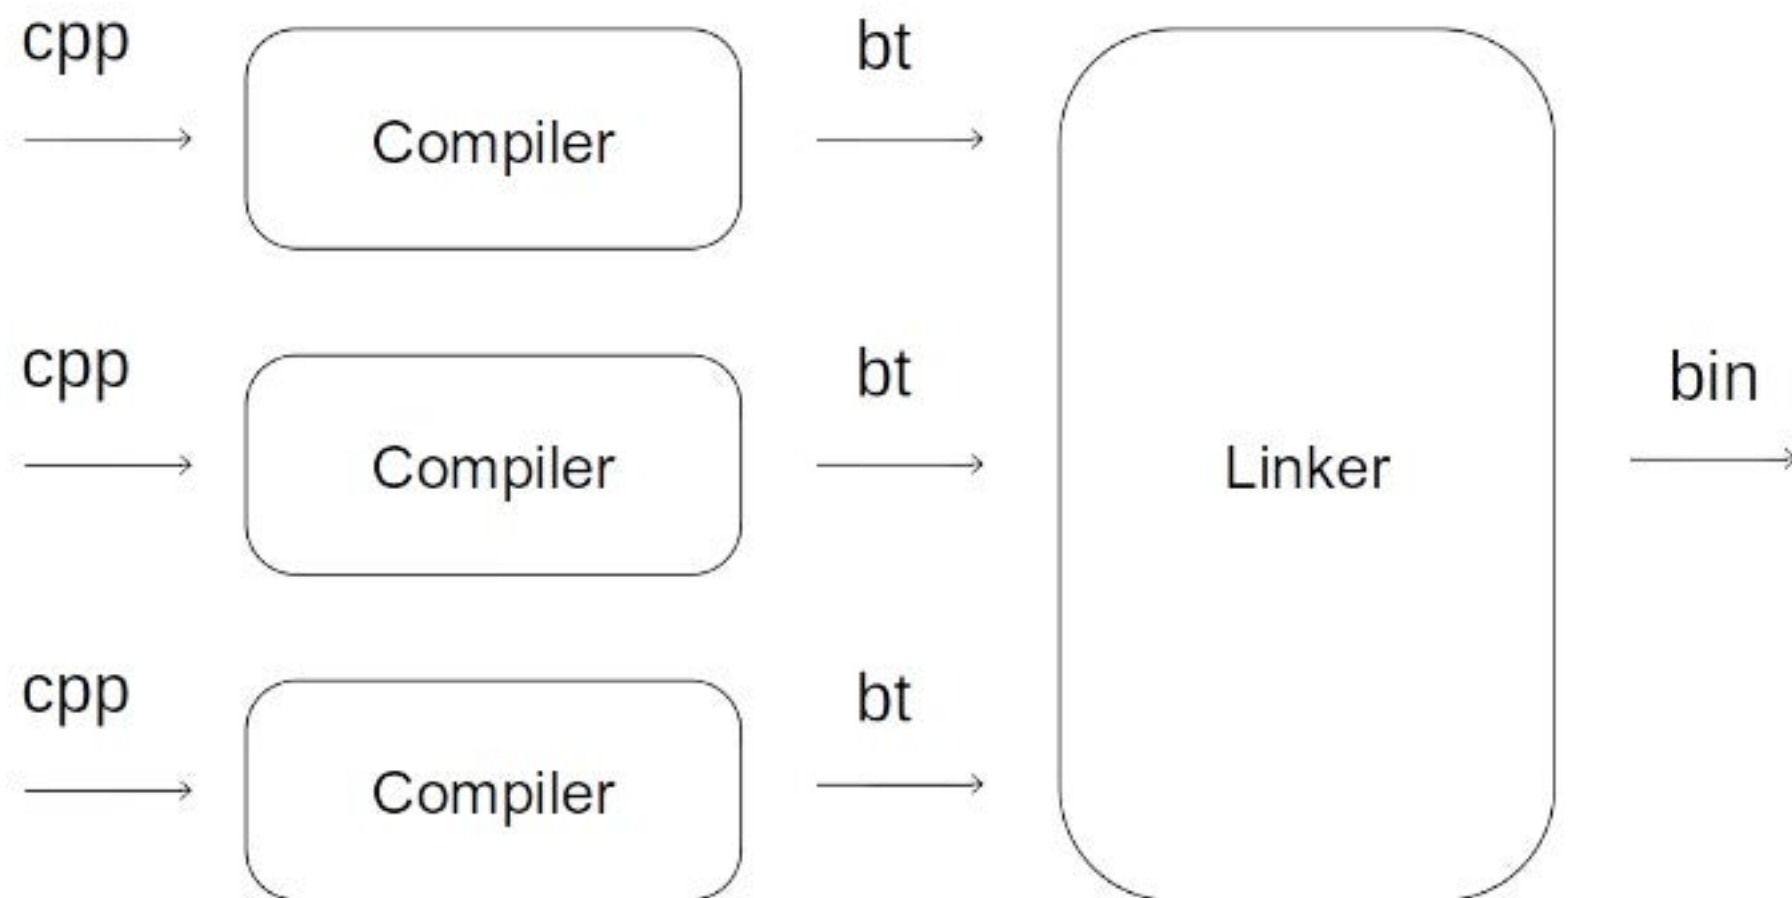 cpp
Compiler
bt
cpp
Compiler
bt
Linker
bin
cpp
Compiler
bt